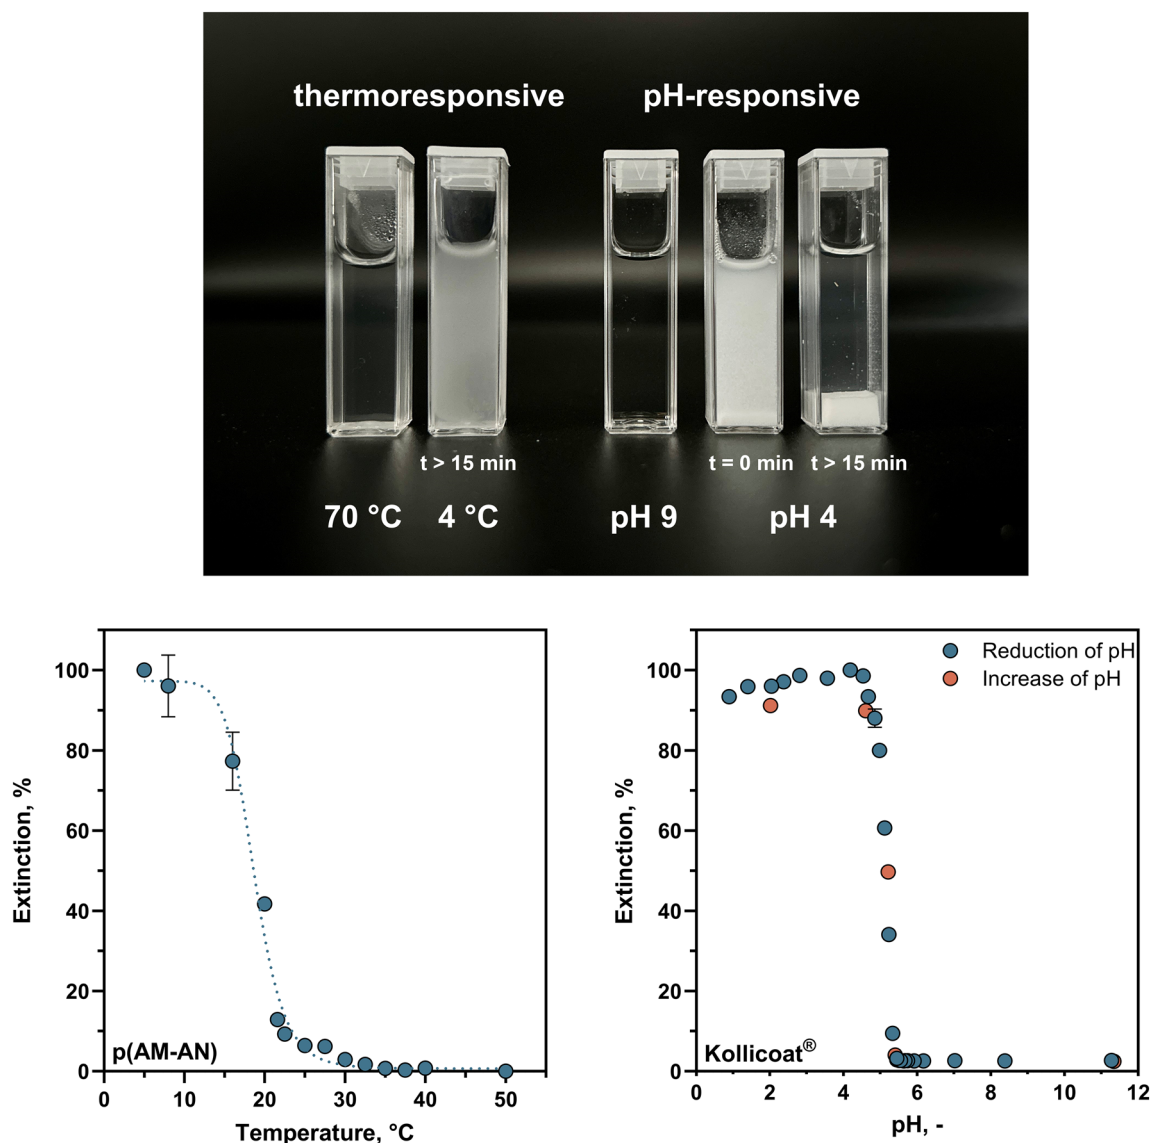 thermoresponsive pH-responsive
t > 15 min t = 0 min t > 15 min
70 °C 4 °C pH 9 pH 4
Extinction, %
100
80
60
40
20
0
p(AM-AN)
0 10 20 30 40 50
Temperature, °C
Extinction, %
100
80
60
40
20
0
Reduction of pH
Increase of pH
Kollicoat®
0 2 4 6 8 10 12
pH, -